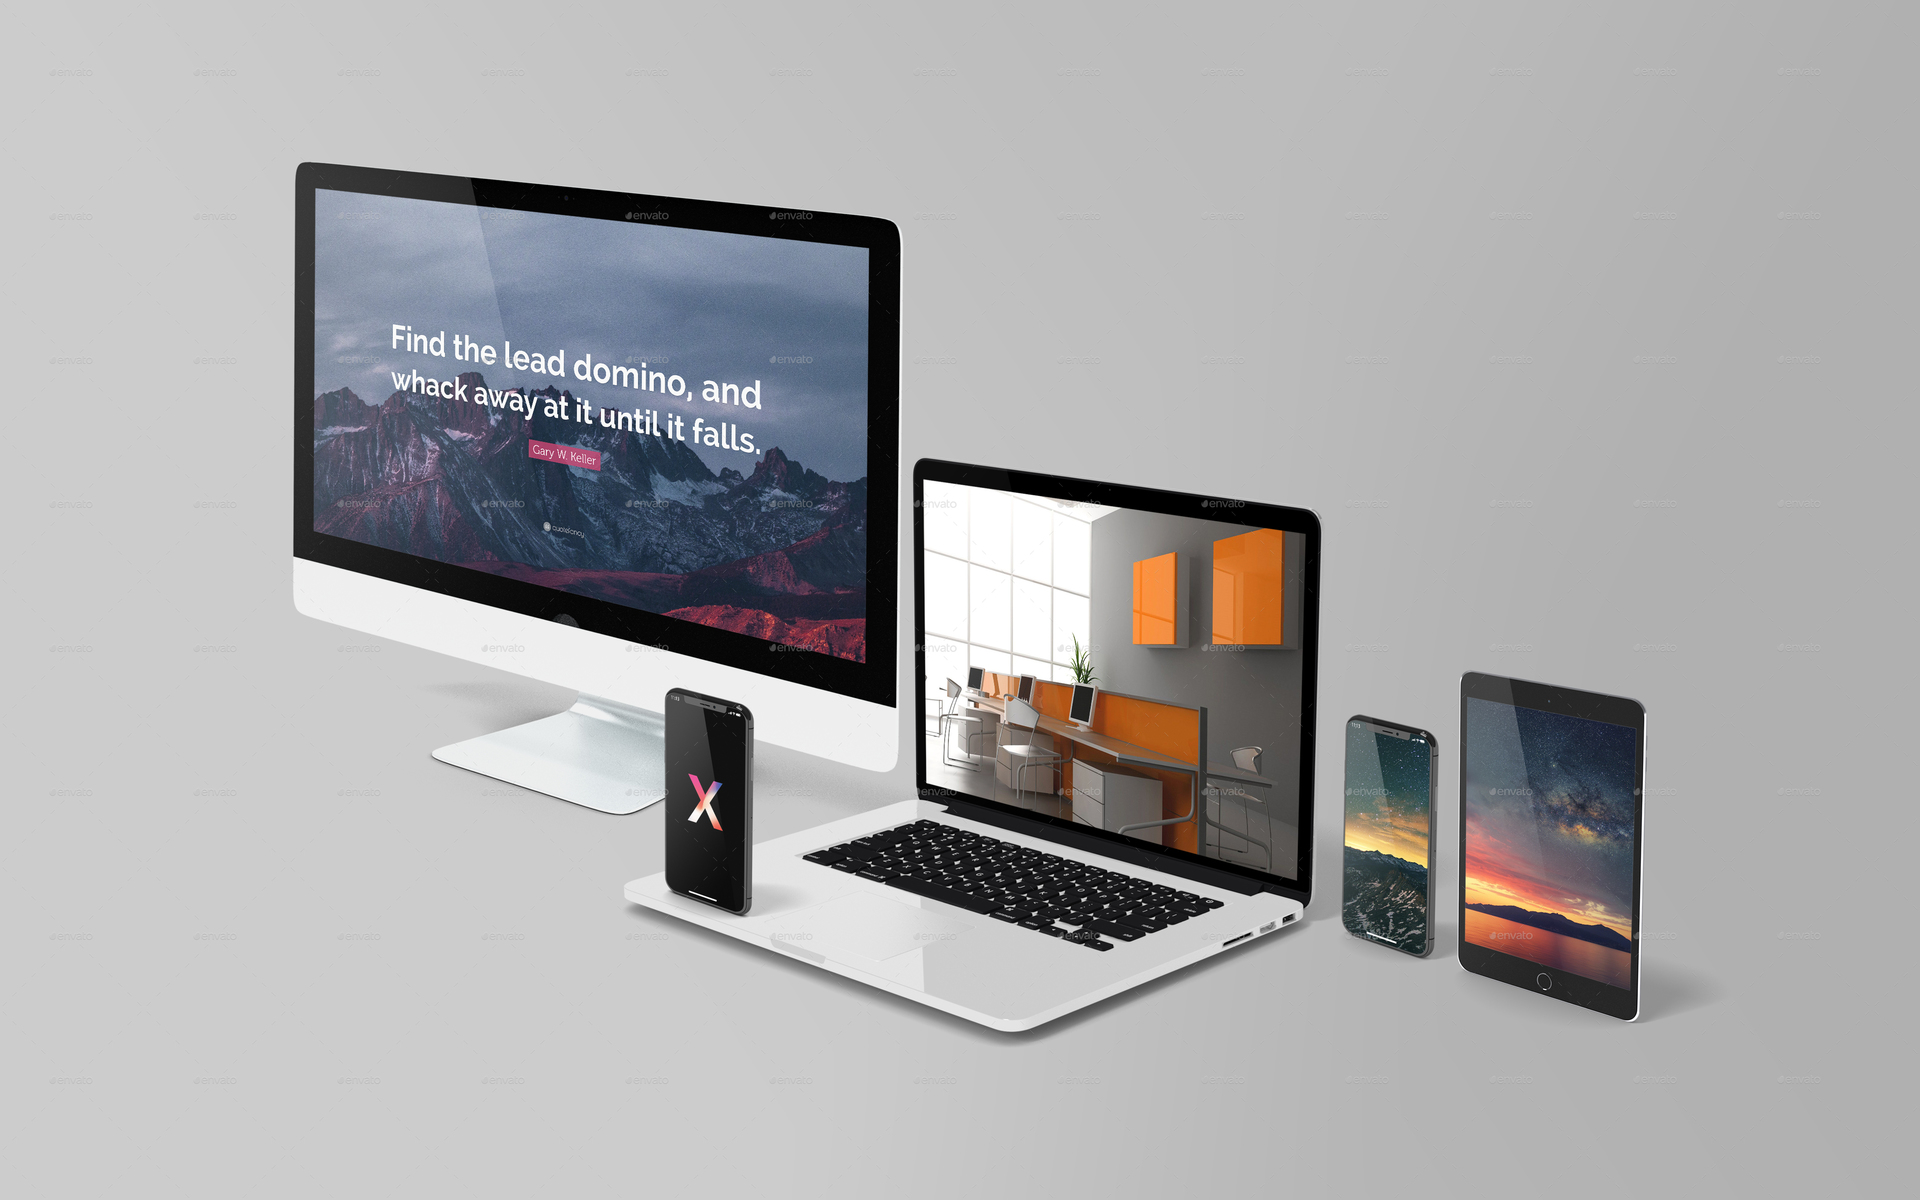 Find the lead domino, and
whack away at it until it falls.
Gary W. Keller
quotefancy
X
envato